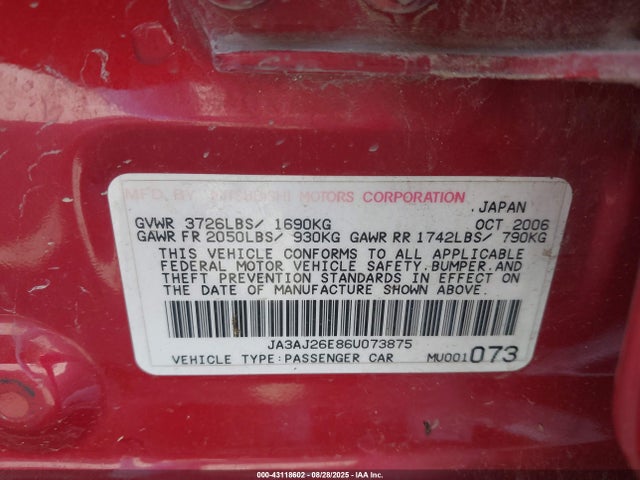 MFD BY MITSUBISHI MOTORS CORPORATION
.JAPAN
GVWR 3726LBS/ 1690KG OCT 2006
GAWR FR 2050LBS/ 930KG GAWR RR 1742LBS/ 790KG
THIS VEHICLE CONFORMS TO ALL APPLICABLE
FEDERAL MOTOR VEHICLE SAFETY,BUMPER,AND
THEFT PREVENTION STANDARDS IN EFFECT ON
THE DATE OF MANUFACTURE SHOWN ABOVE.
JA3AJ26E86U073875
VEHICLE TYPE:PASSENGER CAR MU001073
000-43118602 - 08/28/2025 - IAA Inc.